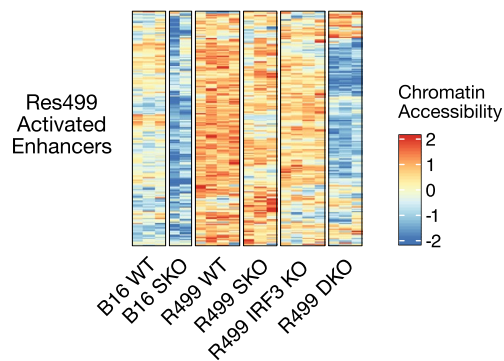 Res499
Activated
Enhancers
Chromatin
Accessibility
2
1
0
-1
-2
B16 WT
B16 SKO
R499 WT
R499 SKO
R499 IRF3 KO
R499 DKO